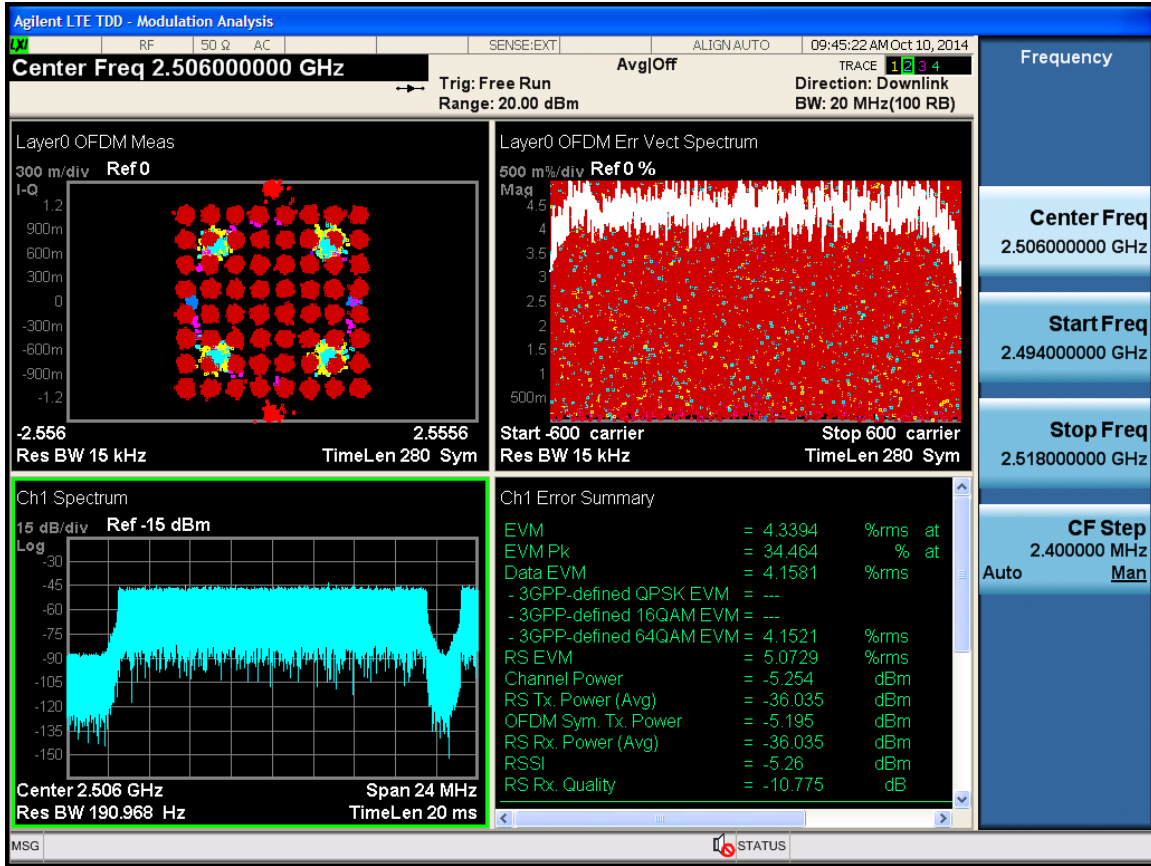 Agilent LTE TDD - Modulation Analysis
LXI RF 50 Ω AC SENSE:EXT ALIGN AUTO 09:45:22 AM Oct 10, 2014
Center Freq 2.506000000 GHz
Avg|Off
TRACE 1 2 3 4
Trig: Free Run
Direction: Downlink
Range: 20.00 dBm
BW: 20 MHz(100 RB)
Layer0 OFDM Meas
300 m/div Ref 0
I-Q
1.2
900m
600m
300m
0
-300m
-600m
-900m
-1.2
-2.556 2.5556
Res BW 15 kHz TimeLen 280 Sym
Layer0 OFDM Err Vect Spectrum
500 m%/div Ref 0 %
Mag
4.5
4
3.5
3
2.5
2
1.5
1
500m
Start -600 carrier Stop 600 carrier
Res BW 15 kHz TimeLen 280 Sym
Ch1 Spectrum
15 dB/div Ref -15 dBm
Log
-30
-45
-60
-75
-90
-105
-120
-135
-150
Center 2.506 GHz Span 24 MHz
Res BW 190.968 Hz TimeLen 20 ms
Ch1 Error Summary
EVM = 4.3394 %rms at
EVM Pk = 34.464 % at
Data EVM = 4.1581 %rms
- 3GPP-defined QPSK EVM = ---
- 3GPP-defined 16QAM EVM = ---
- 3GPP-defined 64QAM EVM = 4.1521 %rms
RS EVM = 5.0729 %rms
Channel Power = -5.254 dBm
RS Tx. Power (Avg) = -36.035 dBm
OFDM Sym. Tx. Power = -5.195 dBm
RS Rx. Power (Avg) = -36.035 dBm
RSSI = -5.26 dBm
RS Rx. Quality = -10.775 dB
Frequency
Center Freq
2.506000000 GHz
Start Freq
2.494000000 GHz
Stop Freq
2.518000000 GHz
CF Step
2.400000 MHz
Auto Man
MSG STATUS